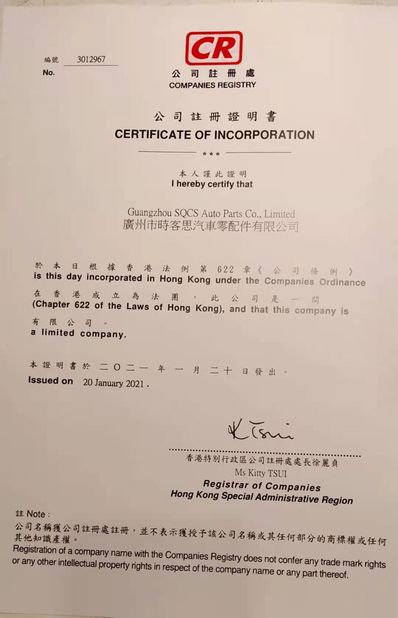 編號 3012967
No.
CR
公司註冊處
COMPANIES REGISTRY
公司註冊證明書
CERTIFICATE OF INCORPORATION
***
本人謹此證明
I hereby certify that
Guangzhou SQCS Auto Parts Co., Limited
廣州市時客思汽車零配件有限公司
於本日根據香港法例第622章《公司條例》
is this day incorporated in Hong Kong under the Companies Ordinance
在香港成立為法團，此公司是一間
(Chapter 622 of the Laws of Hong Kong), and that this company is
有限公司。
a limited company.
本證明書於二〇二一年一月二十日發出。
Issued on 20 January 2021.
K Tsui
香港特別行政區公司註冊處處長徐麗貞
Ms Kitty TSUI
Registrar of Companies
Hong Kong Special Administrative Region
註 Note:
公司名稱獲公司註冊處註冊，並不表示獲授予該公司名稱或其任何部分的商標權或任何
其他知識產權。
Registration of a company name with the Companies Registry does not confer any trade mark rights
or any other intellectual property rights in respect of the company name or any part thereof.